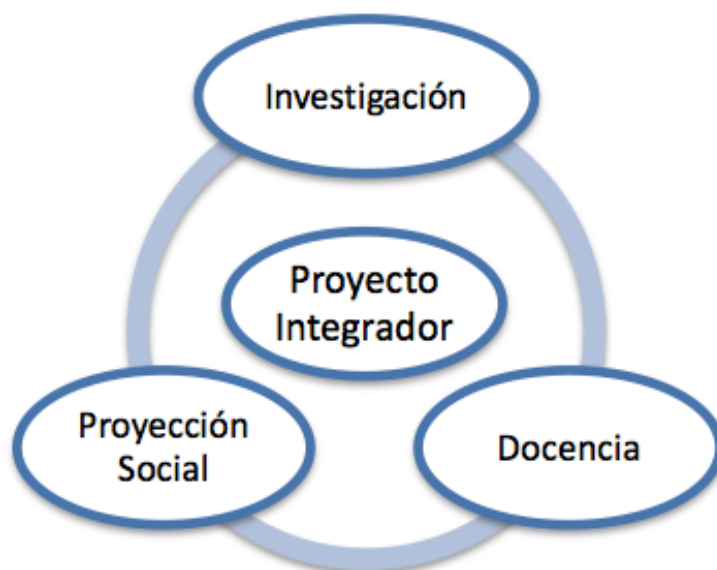 Investigación
Proyecto
Integrador
Proyección
Social
Docencia